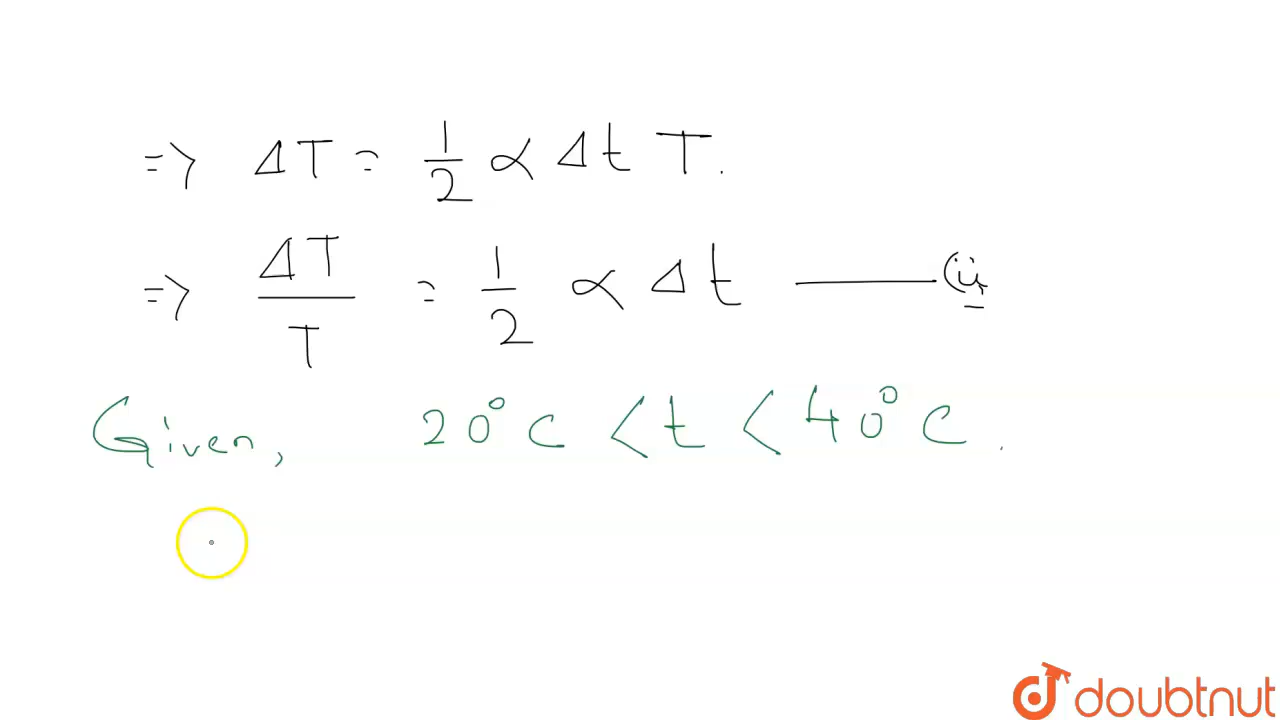 => ΔT = 1/2 α Δt T.
=> ΔT/T = 1/2 α Δt —— (ii)
Given, 20°C < t < 40°C.
doubtnut